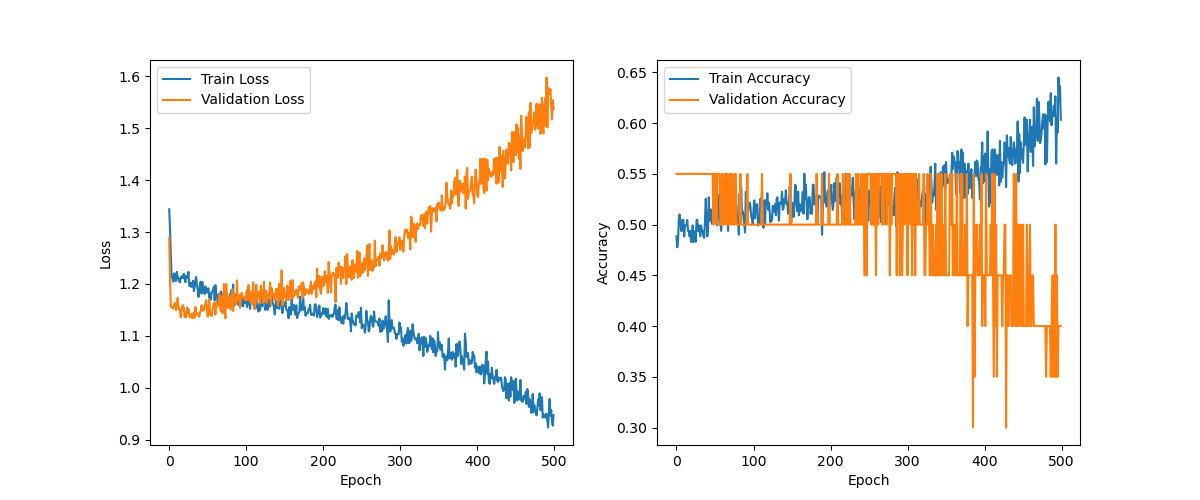 Train Loss
Validation Loss
1.6
1.5
1.4
1.3
1.2
1.1
1.0
0.9
Loss
0 100 200 300 400 500
Epoch
Train Accuracy
Validation Accuracy
0.65
0.60
0.55
0.50
0.45
0.40
0.35
0.30
Accuracy
0 100 200 300 400 500
Epoch